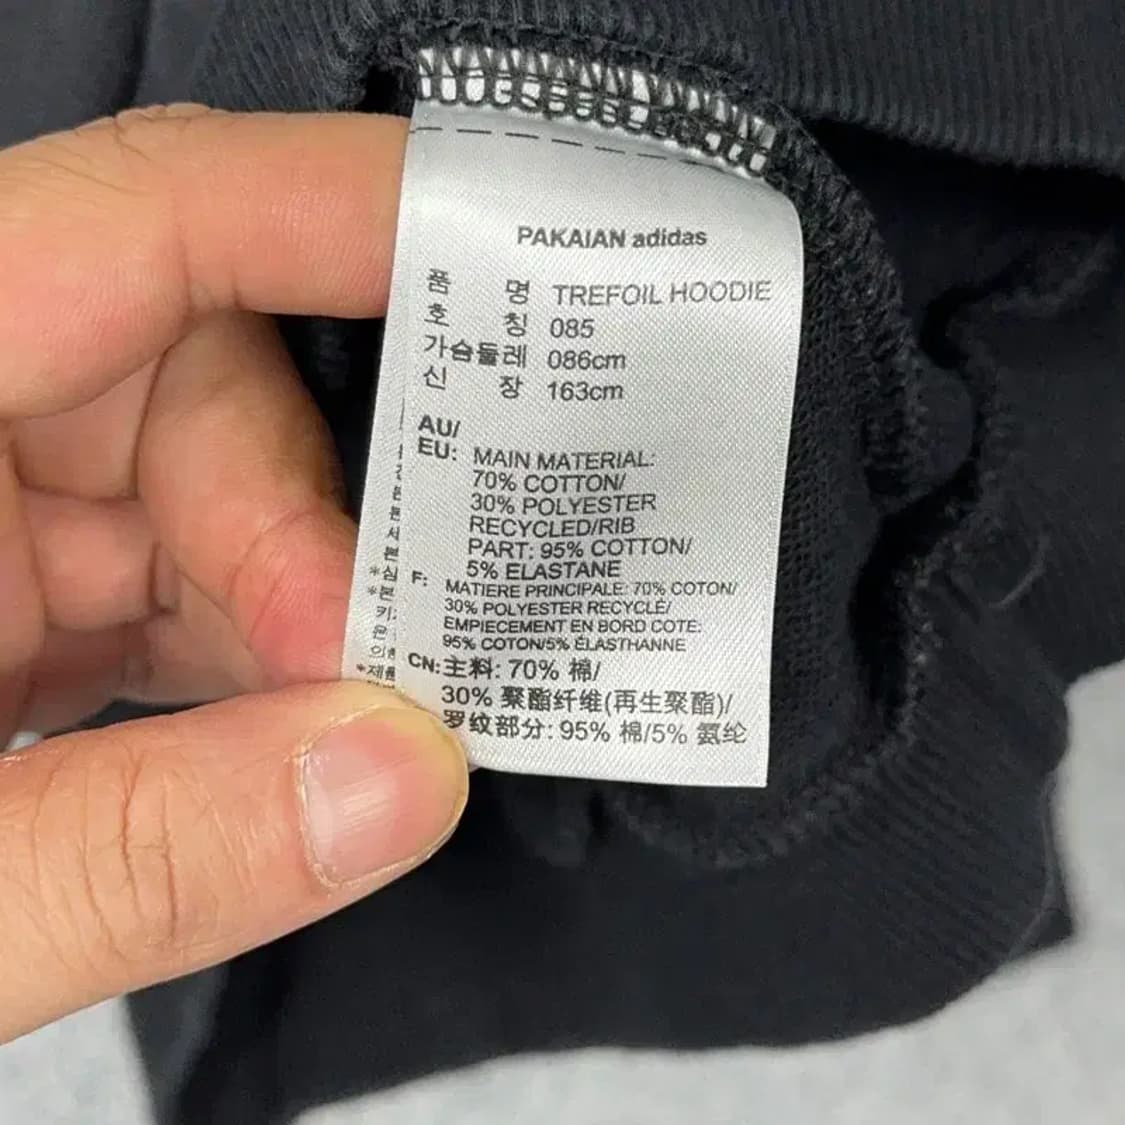 PAKAIAN adidas
품 명 TREFOIL HOODIE
호 칭 085
가슴둘레 086cm
신 장 163cm
AU/
EU: MAIN MATERIAL:
70% COTTON/
30% POLYESTER
RECYCLED/RIB
PART: 95% COTTON/
5% ELASTANE
F: MATIERE PRINCIPALE: 70% COTON/
30% POLYESTER RECYCLÉ/
EMPIECEMENT EN BORD COTE:
95% COTON/5% ÉLASTHANNE
CN: 主料: 70% 棉/
30% 聚酯纤维(再生聚酯)/
罗纹部分: 95% 棉/5% 氨纶